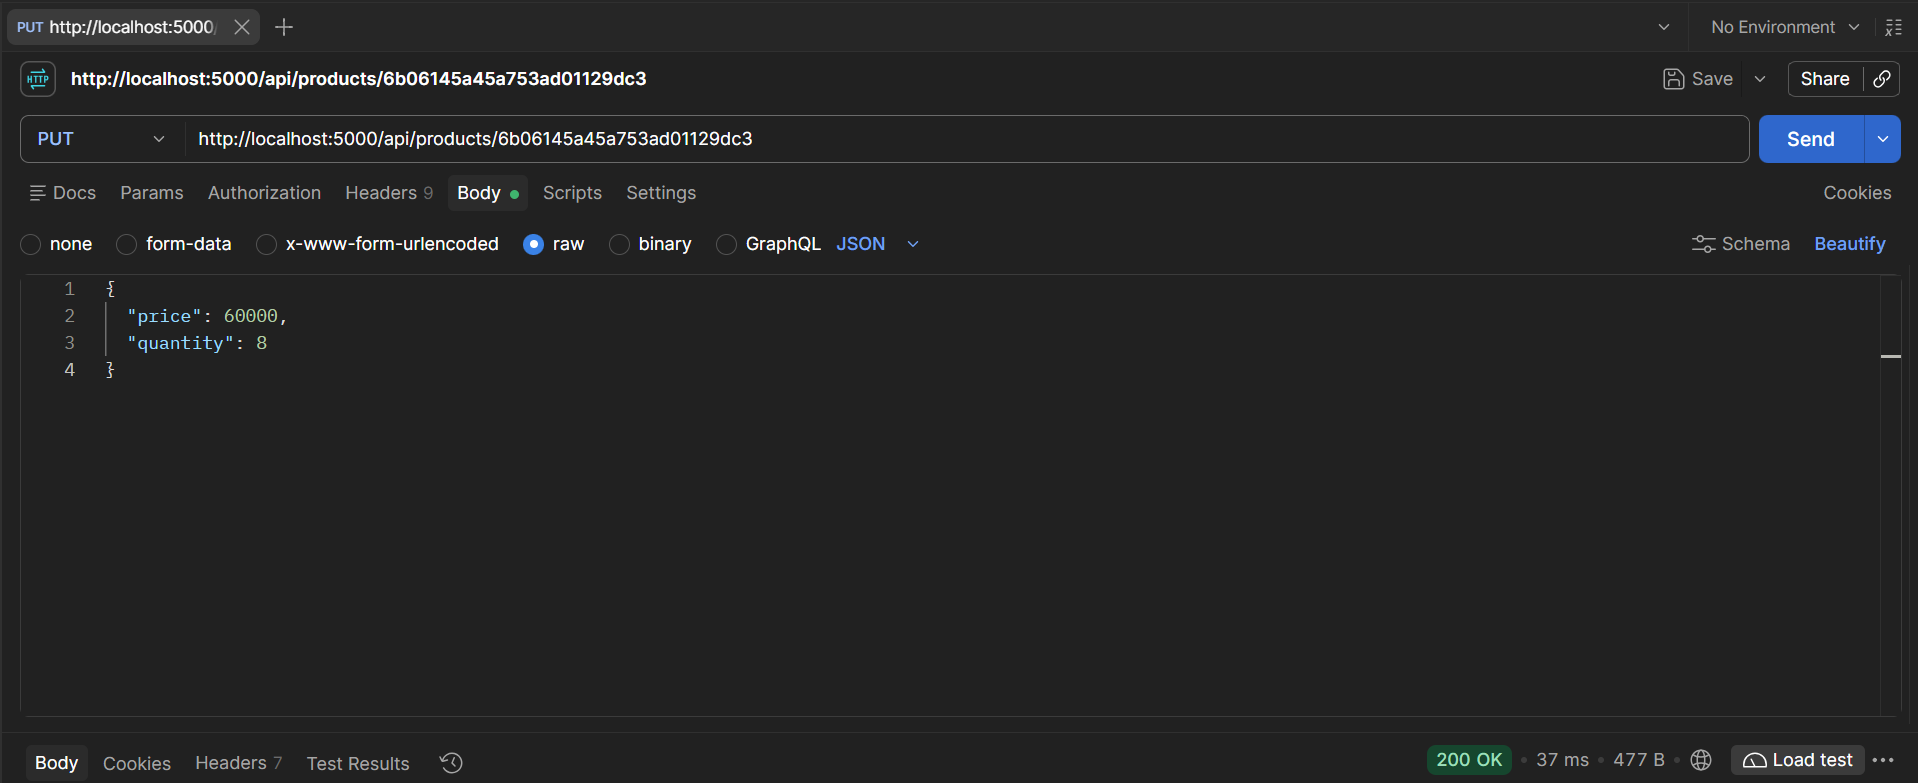 PUT http://localhost:5000/
No Environment
HTTP http://localhost:5000/api/products/6b06145a45a753ad01129dc3
Save
Share
PUT http://localhost:5000/api/products/6b06145a45a753ad01129dc3
Send
Docs Params Authorization Headers 9 Body Scripts Settings
Cookies
none form-data x-www-form-urlencoded raw binary GraphQL JSON
Schema Beautify
1 {
2 "price": 60000,
3 "quantity": 8
4 }
Body Cookies Headers 7 Test Results
200 OK • 37 ms • 477 B •
Load test